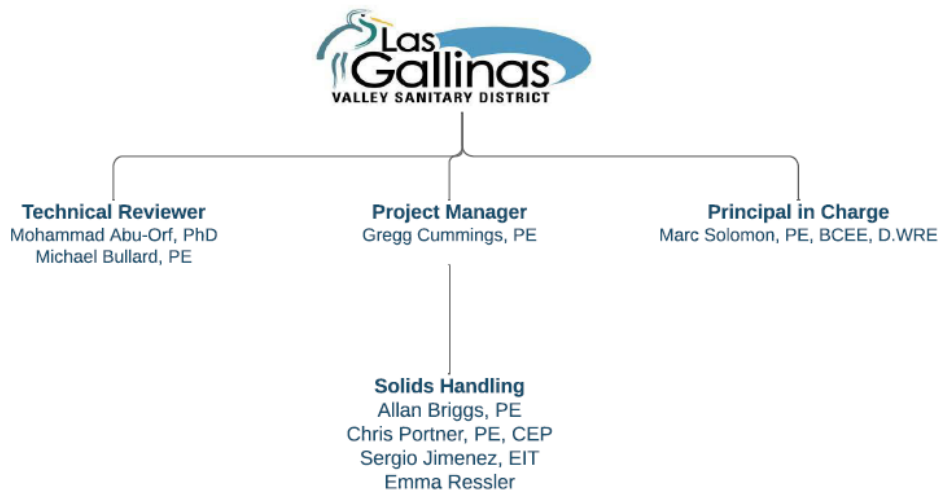 Las
Gallinas
VALLEY SANITARY DISTRICT
Technical Reviewer
Mohammad Abu-Orf, PhD
Michael Bullard, PE
Project Manager
Gregg Cummings, PE
Principal in Charge
Marc Solomon, PE, BCEE, D.WRE
Solids Handling
Allan Briggs, PE
Chris Portner, PE, CEP
Sergio Jimenez, EIT
Emma Ressler